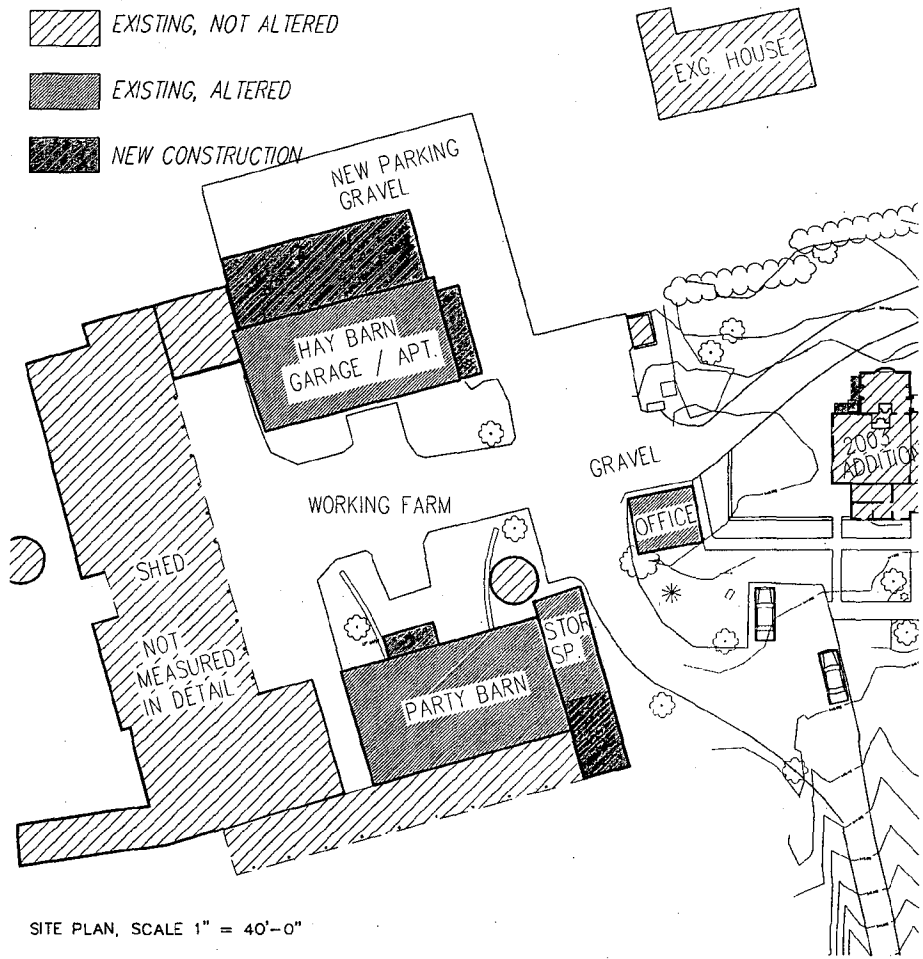 EXISTING, NOT ALTERED
EXISTING, ALTERED
NEW CONSTRUCTION
EXG. HOUSE
NEW PARKING
GRAVEL
HAY BARN
GARAGE / APT.
2003
ADDITION
GRAVEL
OFFICE
WORKING FARM
SHED
NOT
MEASURED
IN DETAIL
STOR
SP.
PARTY BARN
SITE PLAN, SCALE 1" = 40'-0"